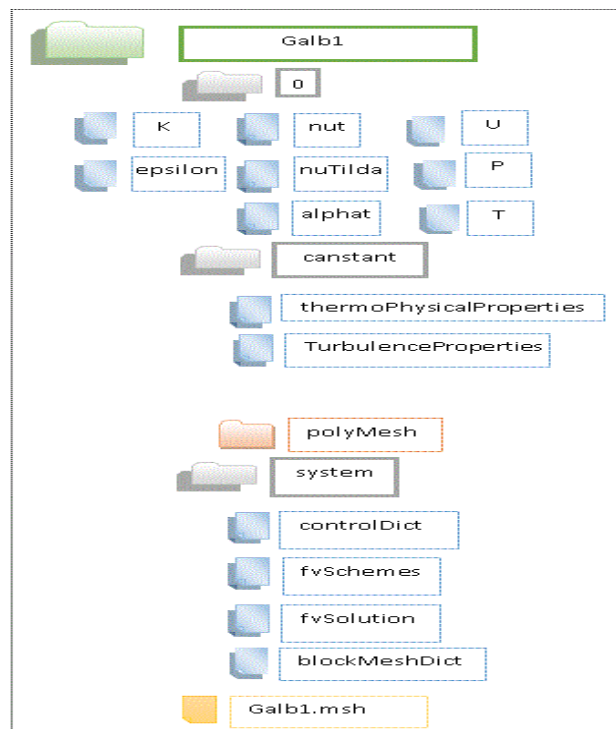 Galb1
0
K nut U
epsilon nuTilda P
alphat T
canstant
thermoPhysicalProperties
TurbulenceProperties
polyMesh
system
controlDict
fvSchemes
fvSolution
blockMeshDict
Galb1.msh